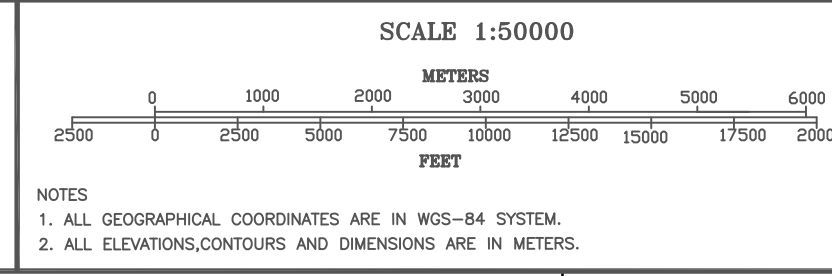 SCALE 1:50000
METERS
0 1000 2000 3000 4000 5000 6000
2500 0 2500 5000 7500 10000 12500 15000 17500 2000
FEET
NOTES
1. ALL GEOGRAPHICAL COORDINATES ARE IN WGS-84 SYSTEM.
2. ALL ELEVATIONS,CONTOURS AND DIMENSIONS ARE IN METERS.